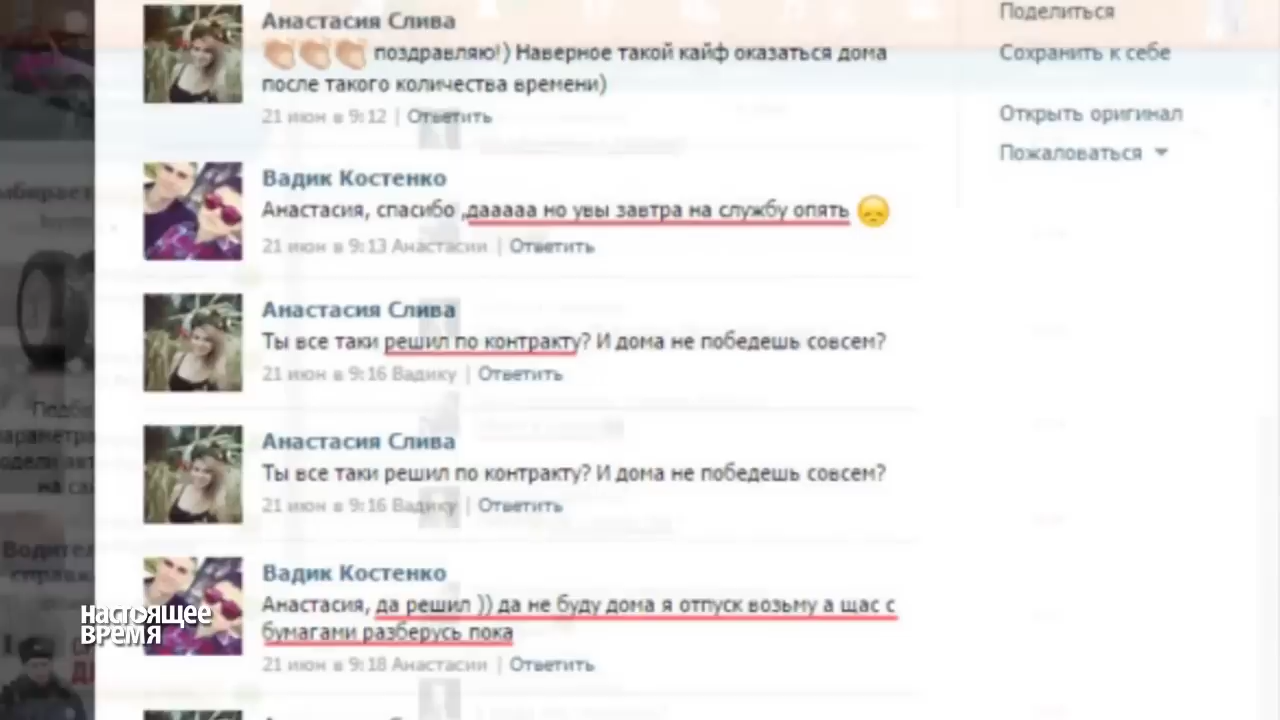 Анастасия Слива
поздравляю!) Наверное такой кайф оказаться дома
после такого количества времени)
21 июн в 9:12 | Ответить
Вадик Костенко
Анастасия, спасибо ,дааааа но увы завтра на службу опять
21 июн в 9:13 Анастасии | Ответить
Анастасия Слива
Ты все таки решил по контракту? И дома не победешь совсем?
21 июн в 9:16 Вадику | Ответить
Анастасия Слива
Ты все таки решил по контракту? И дома не победешь совсем?
21 июн в 9:16 Вадику | Ответить
Вадик Костенко
Анастасия, да решил )) да не буду дома я отпуск возьму а щас с
бумагами разберусь пока
21 июн в 9:18 Анастасии | Ответить
Поделиться
Сохранить к себе
Открыть оригинал
Пожаловаться
настоящее
время